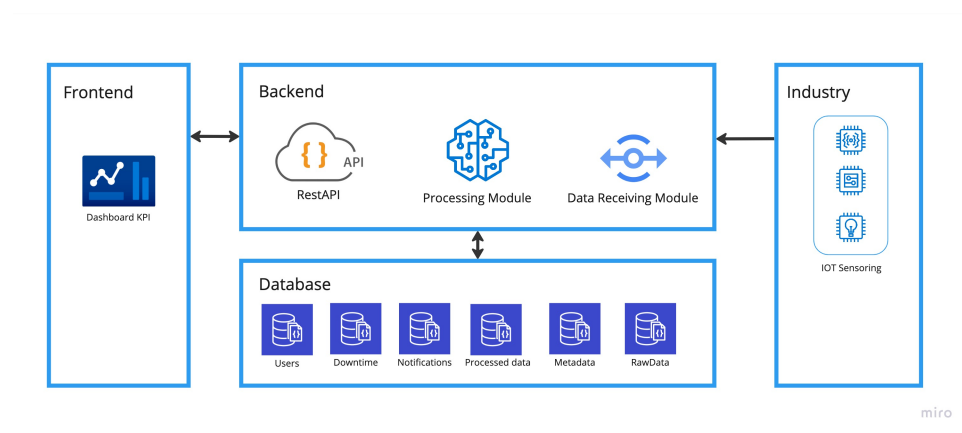 Frontend
Dashboard KPI
Backend
{ }
API
RestAPI
Processing Module
Data Receiving Module
Database
Users
Downtime
Notifications
Processed data
Metadata
RawData
Industry
IOT Sensoring
miro